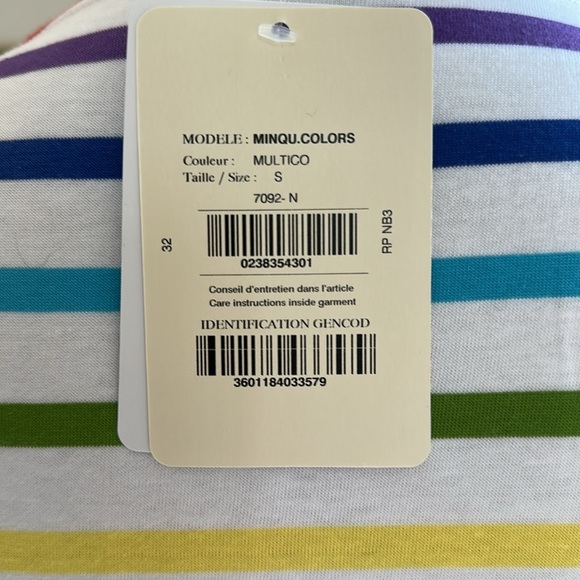 MODELE : MINQU.COLORS
Couleur : MULTICO
Taille / Size : S
7092- N
32
RP NB3
0238354301
Conseil d'entretien dans l'article
Care instructions inside garment
IDENTIFICATION GENCOD
3601184033579